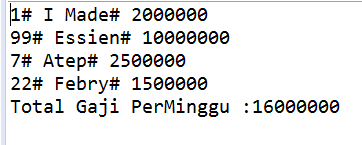 1# I Made# 2000000
99# Essien# 10000000
7# Atep# 2500000
22# Febry# 1500000
Total Gaji PerMinggu :16000000